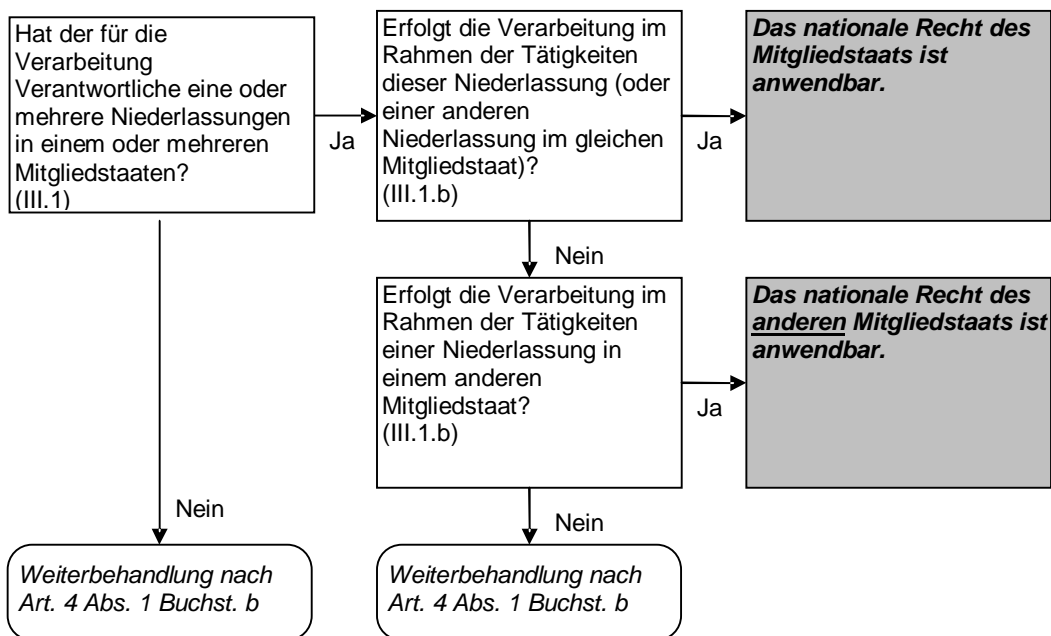 Hat der für die
Verarbeitung
Verantwortliche eine oder
mehrere Niederlassungen
in einem oder mehreren
Mitgliedstaaten?
(III.1)
Ja
Erfolgt die Verarbeitung im
Rahmen der Tätigkeiten
dieser Niederlassung (oder
einer anderen
Niederlassung im gleichen
Mitgliedstaat)?
(III.1.b)
Ja
Das nationale Recht des
Mitgliedstaats ist
anwendbar.
Nein
Erfolgt die Verarbeitung im
Rahmen der Tätigkeiten
einer Niederlassung in
einem anderen
Mitgliedstaat?
(III.1.b)
Ja
Das nationale Recht des
anderen Mitgliedstaats ist
anwendbar.
Nein
Nein
Weiterbehandlung nach
Art. 4 Abs. 1 Buchst. b
Weiterbehandlung nach
Art. 4 Abs. 1 Buchst. b